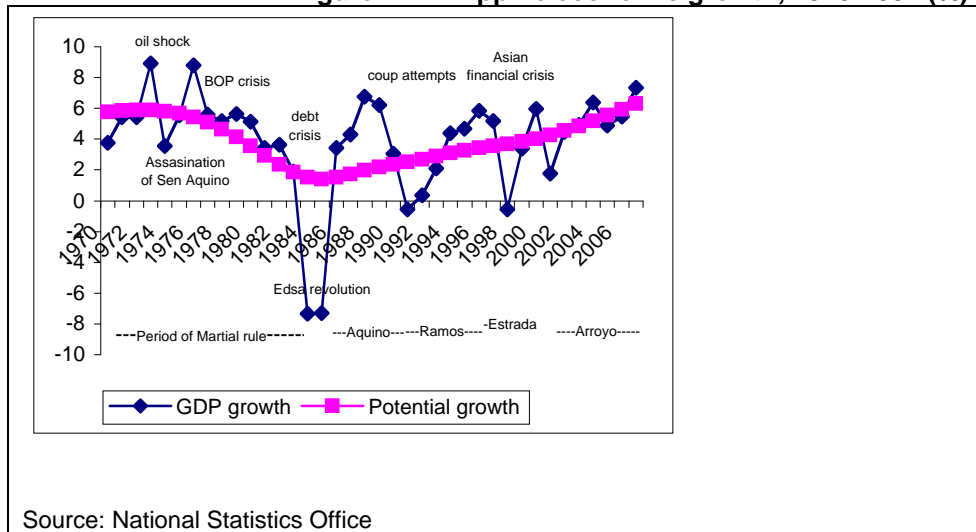 oil shock
Asian
financial crisis
coup attempts
BOP crisis
debt
crisis
Assasination
of Sen Aquino
10
8
6
4
2
0
-2
-4
-6
-8
-10
1970
1972
1974
1976
1978
1980
1982
1984
1986
1988
1990
1992
1994
1996
1998
2000
2002
2004
2006
Edsa revolution
----Period of Martial rule-------
---Aquino---
---Ramos----
-Estrada
----Arroyo-----
GDP growth
Potential growth
Source: National Statistics Office